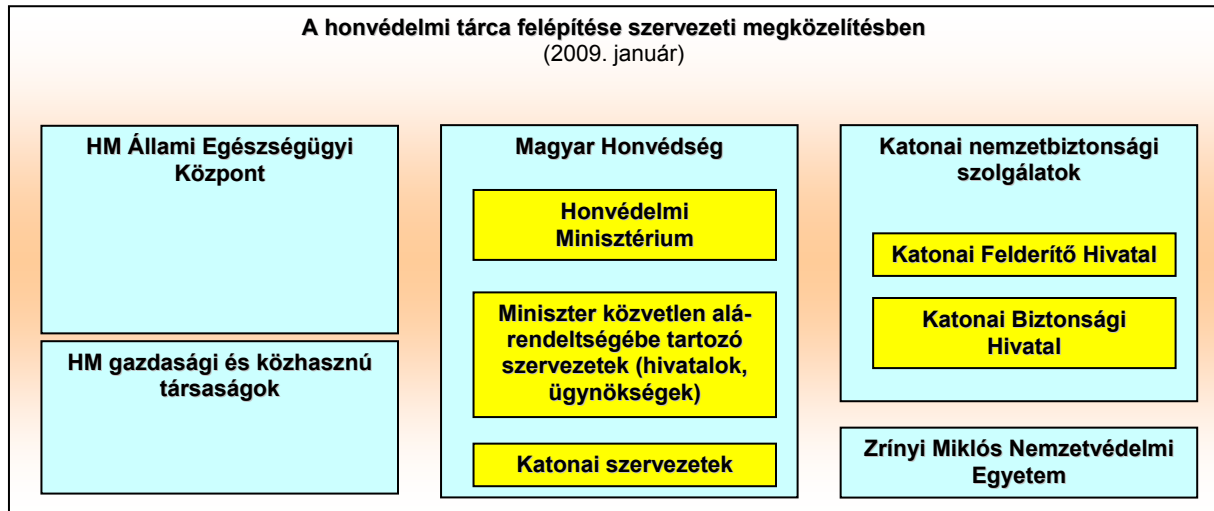 A honvédelmi tárca felépítése szervezeti megközelítésben
(2009. január)
HM Állami Egészségügyi
Központ
HM gazdasági és közhasznú
társaságok
Magyar Honvédség
Honvédelmi
Minisztérium
Miniszter közvetlen alá-
rendeltségébe tartozó
szervezetek (hivatalok,
ügynökségek)
Katonai szervezetek
Katonai nemzetbiztonsági
szolgálatok
Katonai Felderítő Hivatal
Katonai Biztonsági
Hivatal
Zrínyi Miklós Nemzetvédelmi
Egyetem